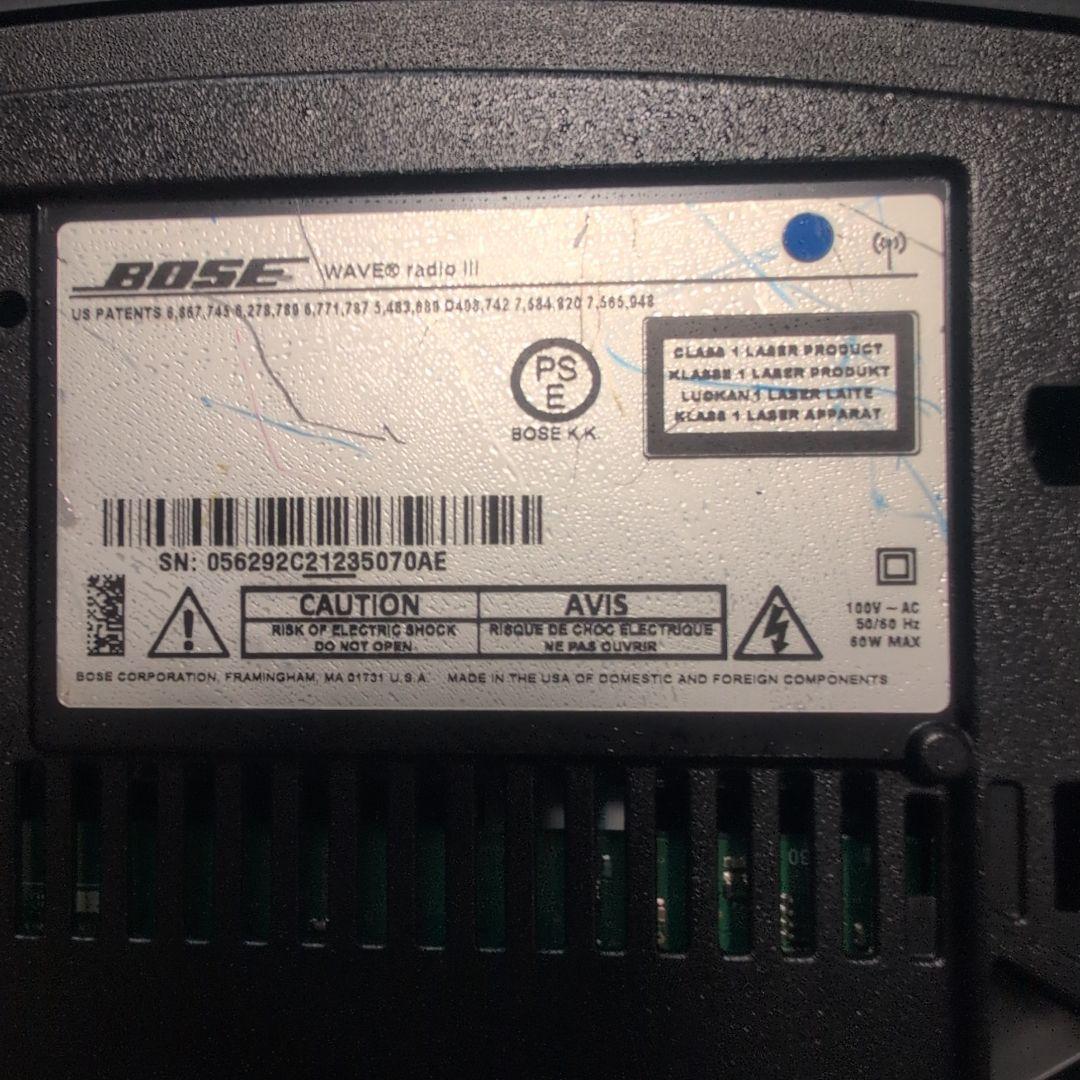 BOSE WAVE® radio III
US PATENTS 6,867,745 6,278,789 6,771,787 5,483,688 D498,742 7,584,820 7,565,948
PS
E
BOSE K.K.
CLASS 1 LASER PRODUCT
KLASSE 1 LASER PRODUKT
LUOKAN 1 LASER LAITE
KLASS 1 LASER APPARAT
SN: 056292C21235070AE
CAUTION
RISK OF ELECTRIC SHOCK
DO NOT OPEN
AVIS
RISQUE DE CHOC ELECTRIQUE
NE PAS OUVRIR
100V ~ AC
50/60 Hz
60W MAX
BOSE CORPORATION, FRAMINGHAM, MA 01731 U.S.A. MADE IN THE USA OF DOMESTIC AND FOREIGN COMPONENTS
30